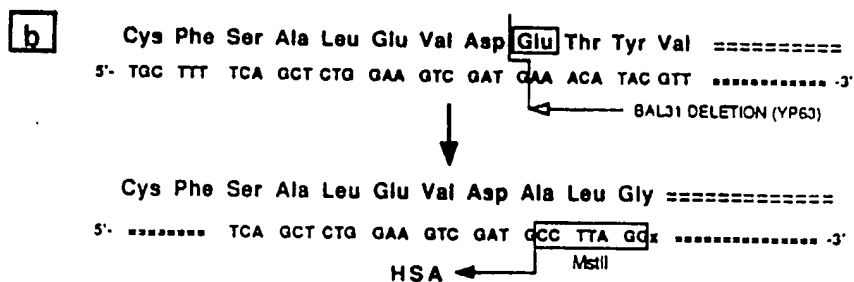 b
Cys Phe Ser Ala Leu Glu Val Asp Glu Thr Tyr Val ==========
5'- TGC TTT TCA GCT CTG GAA GTC GAT GAA ACA TAC GTT ------------ -3'
BAL31 DELETION (YP63)
Cys Phe Ser Ala Leu Glu Val Asp Ala Leu Gly =============
5'- -------- TCA GCT CTG GAA GTC GAT GCC TTA GGx --------------- -3'
MstII
HSA